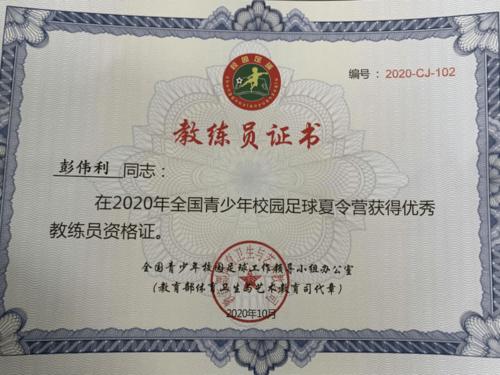 校园足球
编号：2020-CJ-102
教练员证书
彭伟利 同志：
在2020年全国青少年校园足球夏令营获得优秀
教练员资格证。
全国青少年校园足球工作领导小组办公室
（教育部体育卫生与艺术教育司代章）
2020年10月